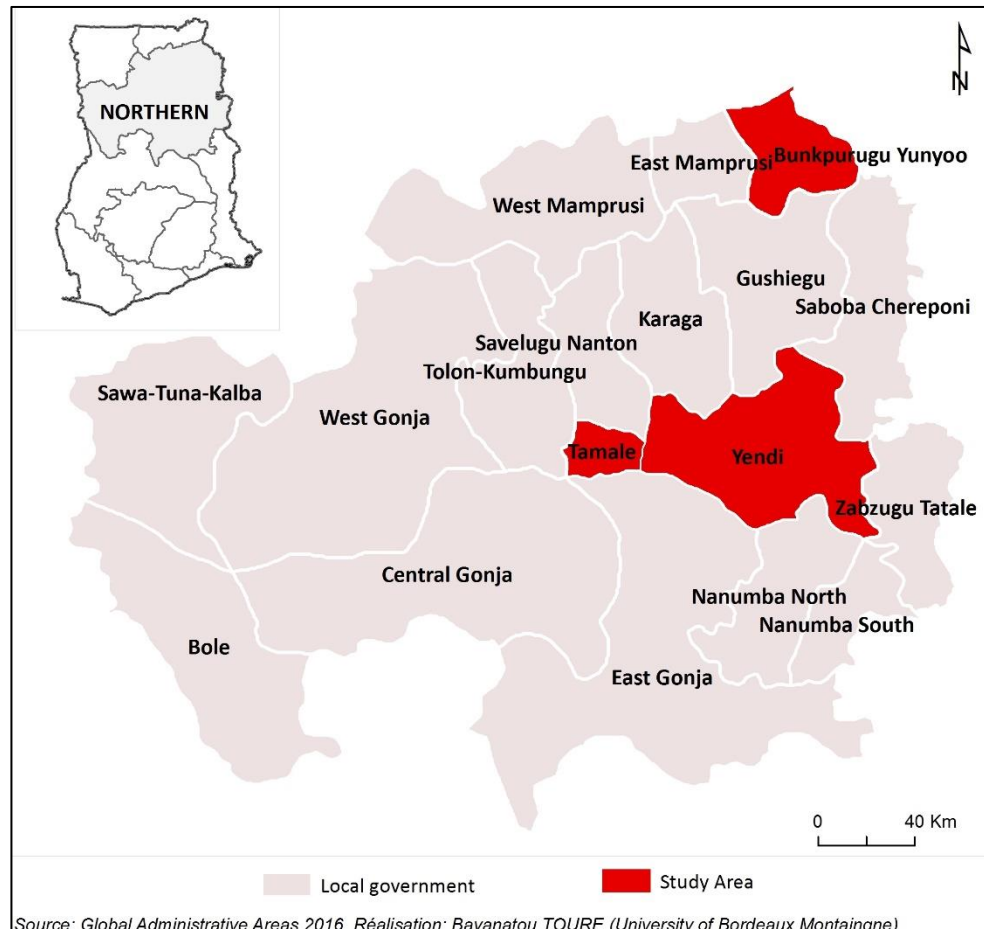 NORTHERN
N
East Mamprusi
Bunkpurugu Yunyoo
West Mamprusi
Gushiegu
Saboba Chereponi
Karaga
Savelugu Nanton
Tolon-Kumbungu
Sawa-Tuna-Kalba
West Gonja
Tamale
Yendi
Zabzugu Tatale
Central Gonja
Nanumba North
Nanumba South
Bole
East Gonja
0 40 Km
Local government
Study Area
Source: Global Administrative Areas 2016, Réalisation: Bayanatou TOURE (University of Bordeaux Montaingne)